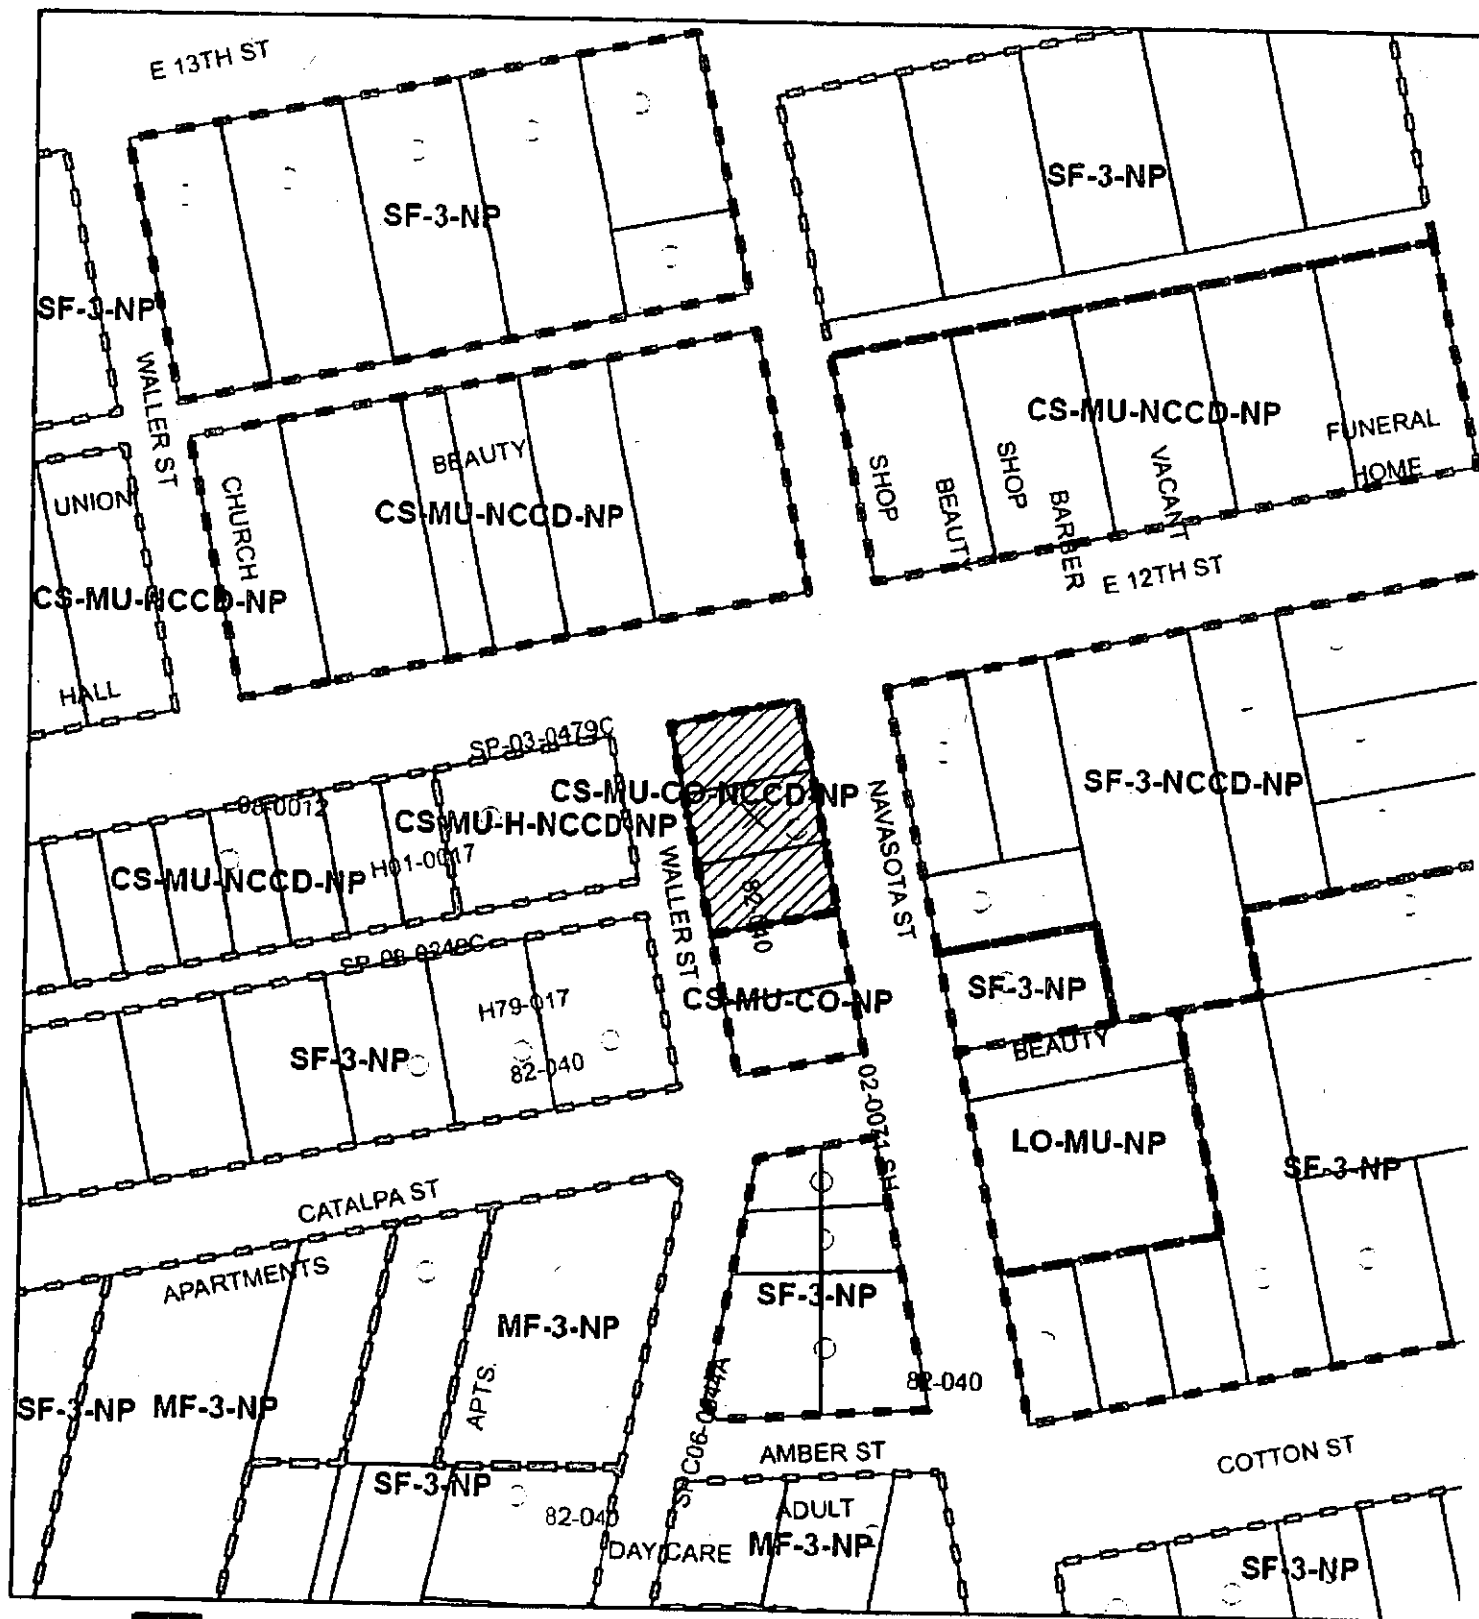 E 13TH ST
SF-3-NP
SF-3-NP
SF-3-NP
WALLER ST
CS-MU-NCCD-NP
FUNERAL
HOME
BEAUTY
SHOP
BEAUTY
SHOP
BARBER
VACANT
UNION
CHURCH
CS-MU-NCCD-NP
E 12TH ST
CS-MU-NCCD-NP
HALL
SP-03-0479C
CS-MU-CO-NCCD-NP
NAVASOTA ST
SF-3-NCCD-NP
CS-MU-H-NCCD-NP
H01-0017
CS-MU-NCCD-NP
WALLER ST
82-040
H79-017
CS-MU-CO-NP
SF-3-NP
BEAUTY
SF-3-NP
82-040
02-0071 SH
LO-MU-NP
SF-3-NP
CATALPA ST
APARTMENTS
SF-3-NP
MF-3-NP
APTS.
82-040
SF-3-NP
MF-3-NP
AMBER ST
COTTON ST
SF-3-NP
82-040
ADULT
DAY CARE
MF-3-NP
SF-3-NP